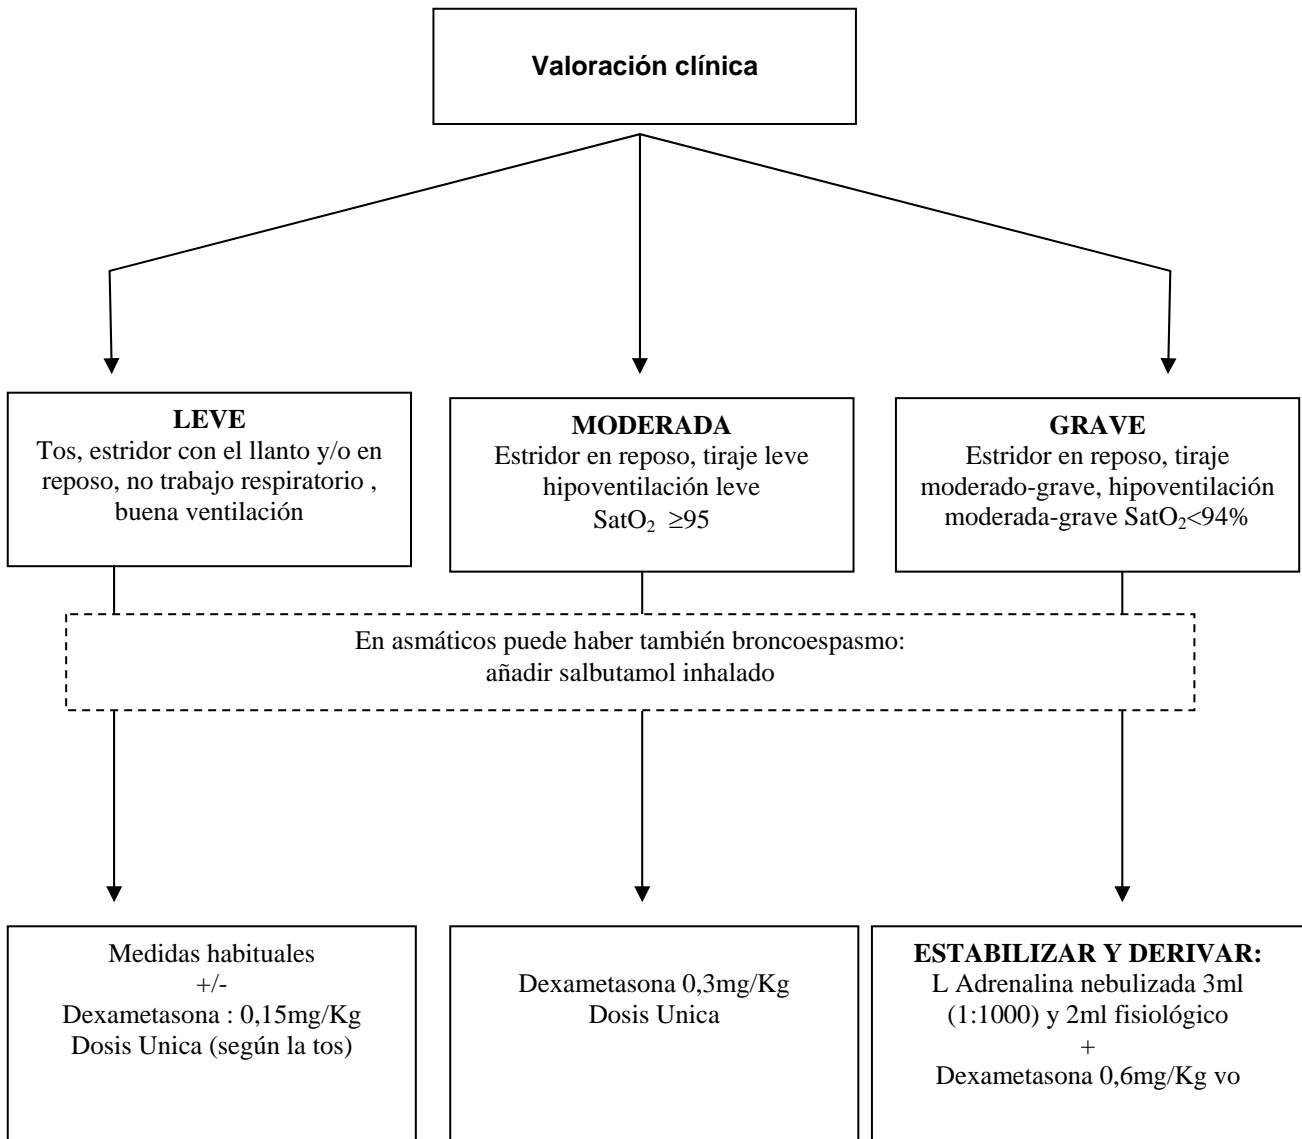 Valoración clínica
LEVE
Tos, estridor con el llanto y/o en
reposo, no trabajo respiratorio ,
buena ventilación
MODERADA
Estridor en reposo, tiraje leve
hipoventilación leve
SatO₂ ≥95
GRAVE
Estridor en reposo, tiraje
moderado-grave, hipoventilación
moderada-grave SatO₂<94%
En asmáticos puede haber también broncoespasmo:
añadir salbutamol inhalado
Medidas habituales
+/-
Dexametasona : 0,15mg/Kg
Dosis Unica (según la tos)
Dexametasona 0,3mg/Kg
Dosis Unica
ESTABILIZAR Y DERIVAR:
L Adrenalina nebulizada 3ml
(1:1000) y 2ml fisiológico
+
Dexametasona 0,6mg/Kg vo